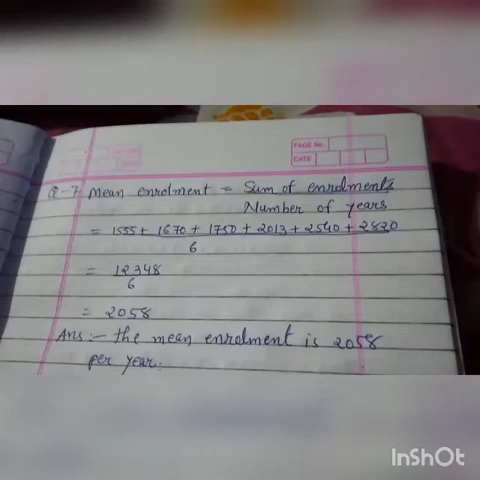 PAGE No.
DATE
Q-7 Mean enrolment = Sum of enrolments
Number of years
= 1555 + 1670 + 1750 + 2013 + 2540 + 2820
6
= 12348
6
= 2058
Ans :- the mean enrolment is 2058
per year.
InShOt